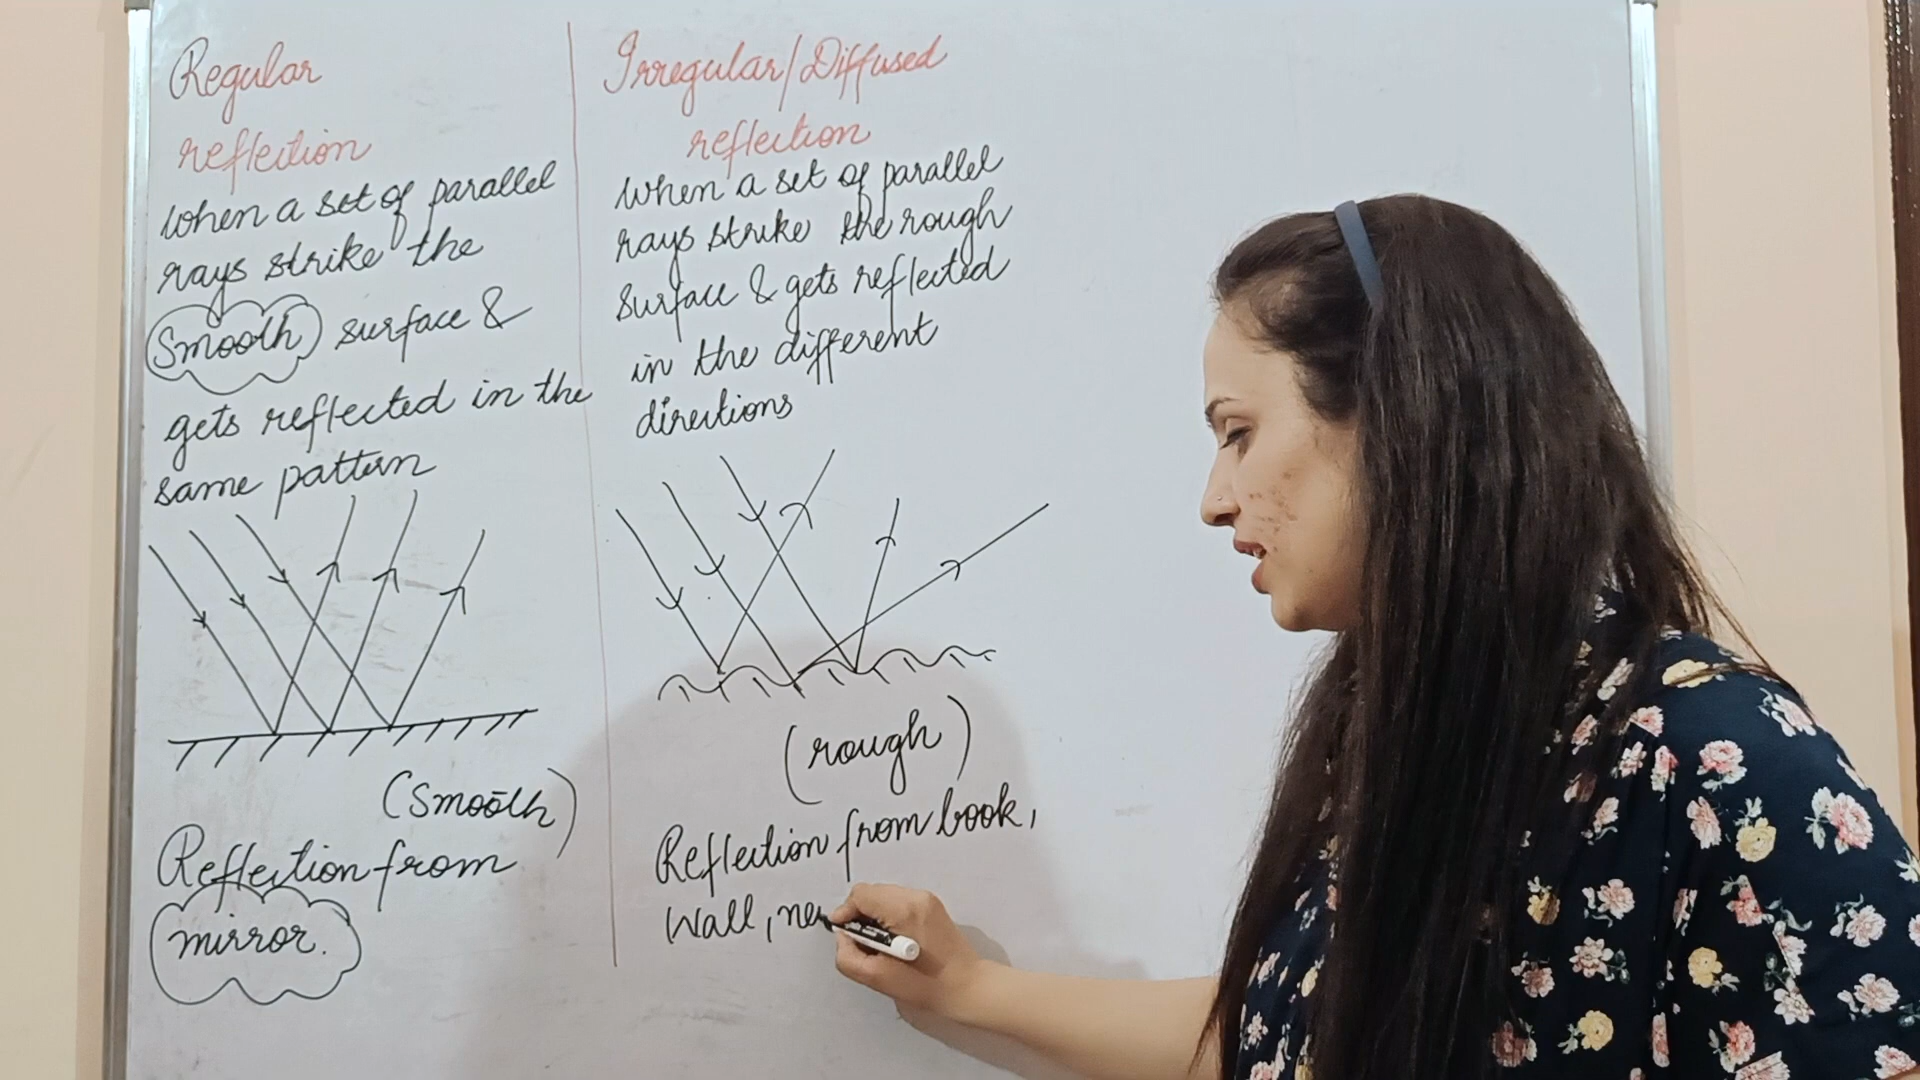 Regular
reflection
When a set of parallel
rays strike the
Smooth surface &
gets reflected in the
same pattern
(Smooth)
Reflection from
mirror.
Irregular/Diffused
reflection
When a set of parallel
rays strike the rough
Surface & gets reflected
in the different
directions
(rough)
Reflection from book,
Wall, ne